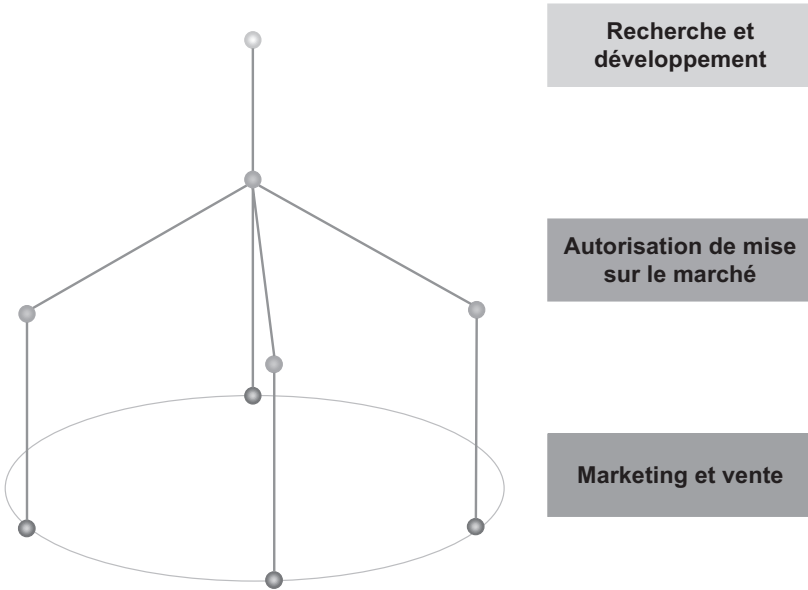 Recherche et
développement
Autorisation de mise
sur le marché
Marketing et vente